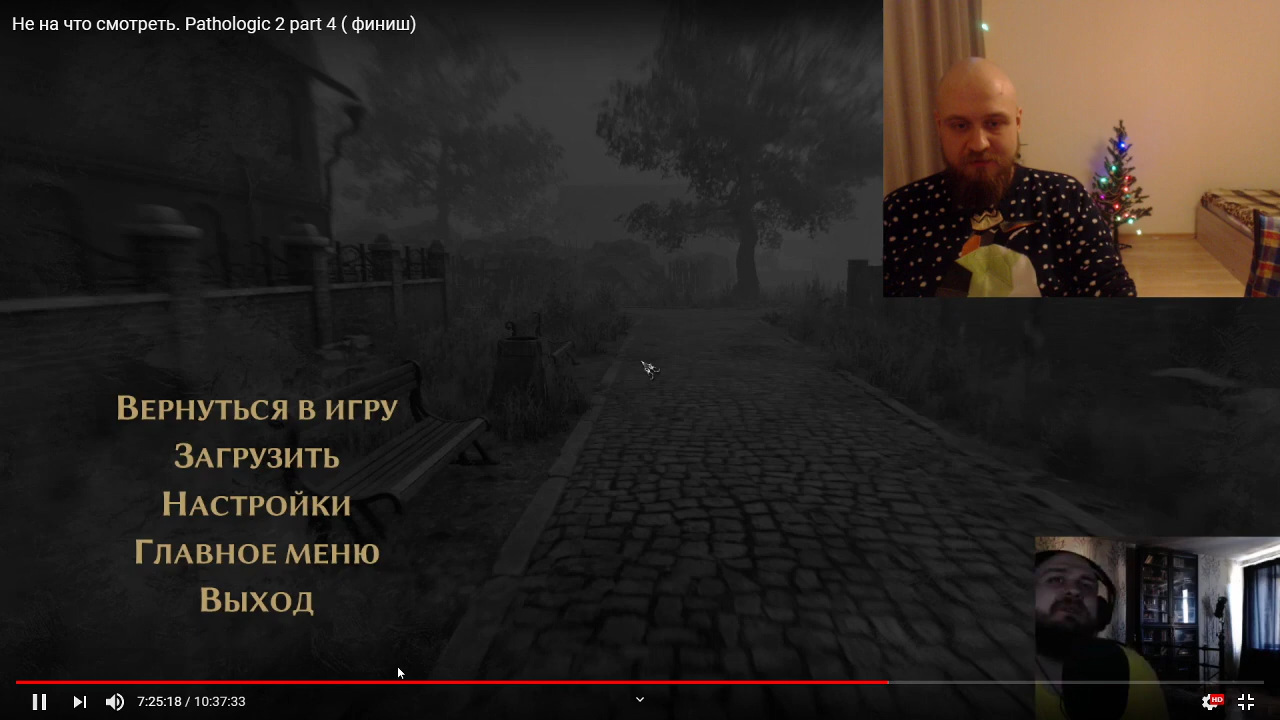 Не на что смотреть. Pathologic 2 part 4 ( финиш)
Вернуться в игру
Загрузить
Настройки
Главное меню
Выход
7:25:18 / 10:37:33
HD